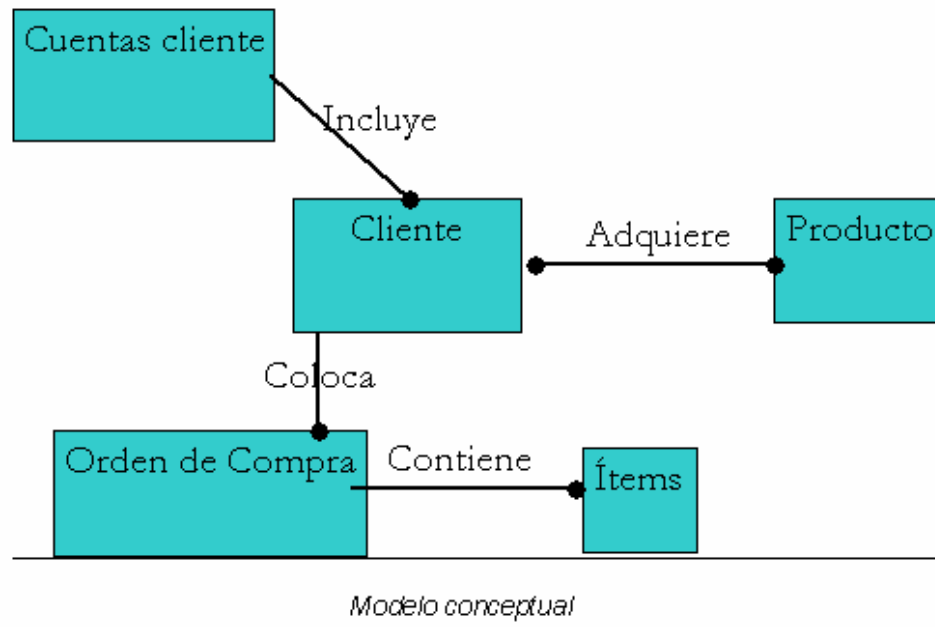 Cuentas cliente
Incluye
Cliente
Adquiere
Producto
Coloca
Orden de Compra
Contiene
Ítems
Modelo conceptual